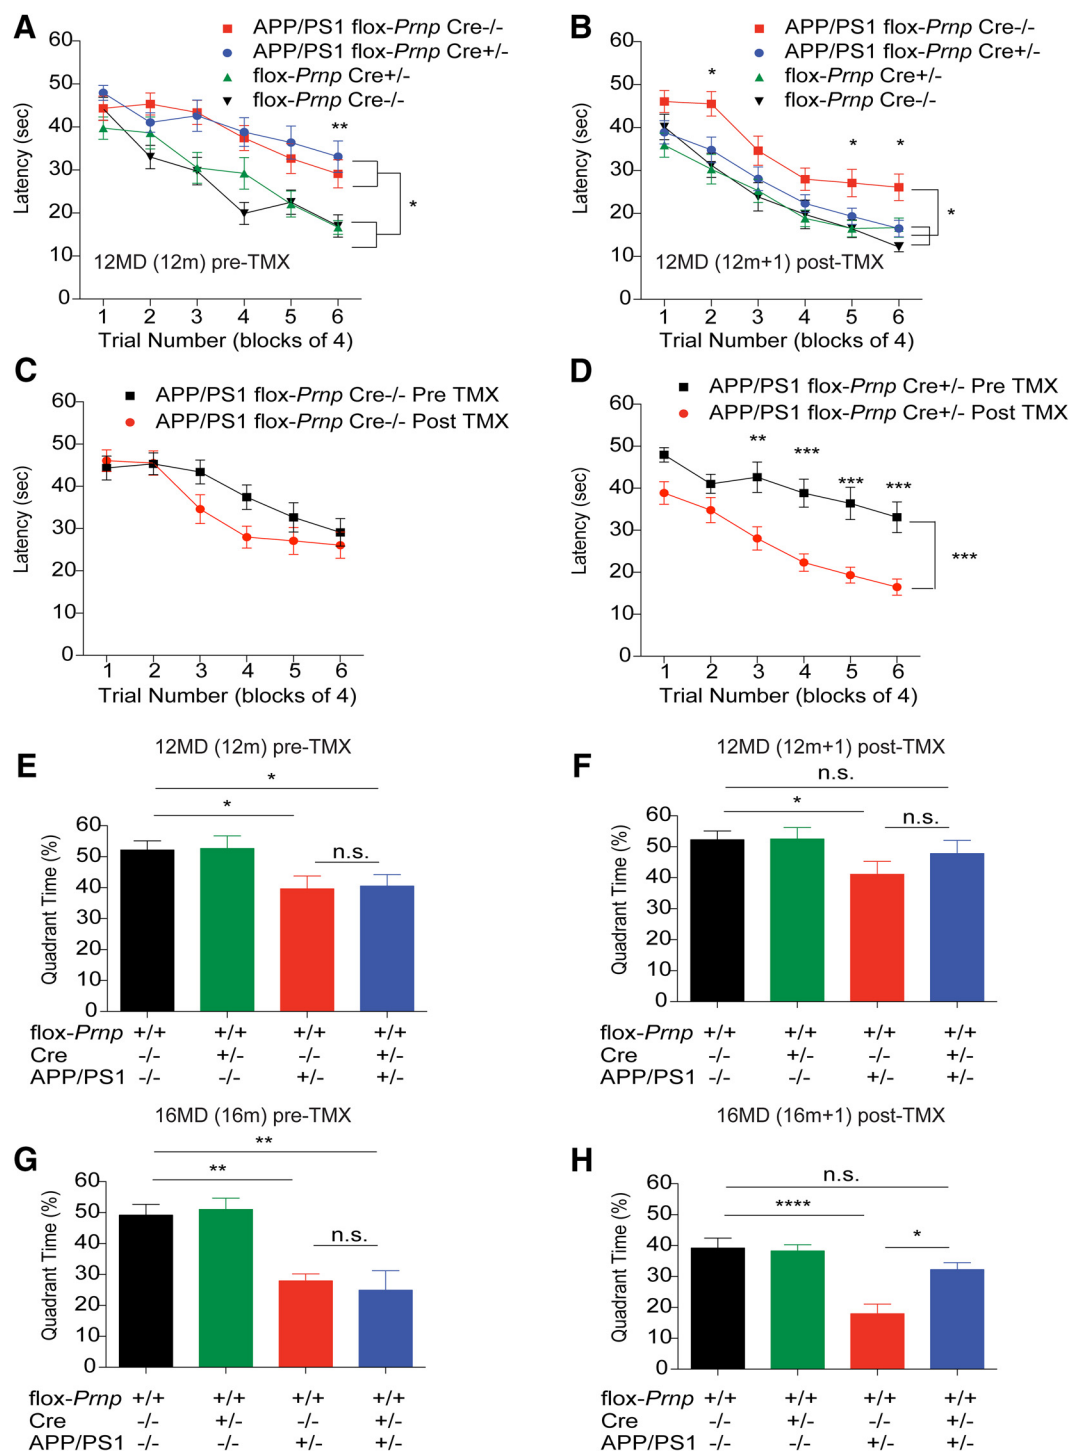 A
APP/PS1 flox-Prnp Cre-/-
APP/PS1 flox-Prnp Cre+/-
flox-Prnp Cre+/-
flox-Prnp Cre-/-
Latency (sec)
60
50
40
30
20
10
0
**
*
12MD (12m) pre-TMX
1 2 3 4 5 6
Trial Number (blocks of 4)
B
APP/PS1 flox-Prnp Cre-/-
APP/PS1 flox-Prnp Cre+/-
flox-Prnp Cre+/-
flox-Prnp Cre-/-
Latency (sec)
60
50
40
30
20
10
0
*
* *
*
12MD (12m+1) post-TMX
1 2 3 4 5 6
Trial Number (blocks of 4)
C
APP/PS1 flox-Prnp Cre-/- Pre TMX
APP/PS1 flox-Prnp Cre-/- Post TMX
Latency (sec)
60
50
40
30
20
10
0
1 2 3 4 5 6
Trial Number (blocks of 4)
D
APP/PS1 flox-Prnp Cre+/- Pre TMX
APP/PS1 flox-Prnp Cre+/- Post TMX
Latency (sec)
60
50
40
30
20
10
0
** *** *** ***
***
1 2 3 4 5 6
Trial Number (blocks of 4)
E
12MD (12m) pre-TMX
*
*
n.s.
Quadrant Time (%)
60
50
40
30
20
10
0
flox-Prnp +/+ +/+ +/+ +/+
Cre -/- +/- -/- +/-
APP/PS1 -/- -/- +/- +/-
F
12MD (12m+1) post-TMX
n.s.
*
n.s.
Quadrant Time (%)
60
50
40
30
20
10
0
flox-Prnp +/+ +/+ +/+ +/+
Cre -/- +/- -/- +/-
APP/PS1 -/- -/- +/- +/-
G
16MD (16m) pre-TMX
**
**
n.s.
Quadrant Time (%)
60
50
40
30
20
10
0
flox-Prnp +/+ +/+ +/+ +/+
Cre -/- +/- -/- +/-
APP/PS1 -/- -/- +/- +/-
H
16MD (16m+1) post-TMX
n.s.
****
*
Quadrant Time (%)
60
50
40
30
20
10
0
flox-Prnp +/+ +/+ +/+ +/+
Cre -/- +/- -/- +/-
APP/PS1 -/- -/- +/- +/-